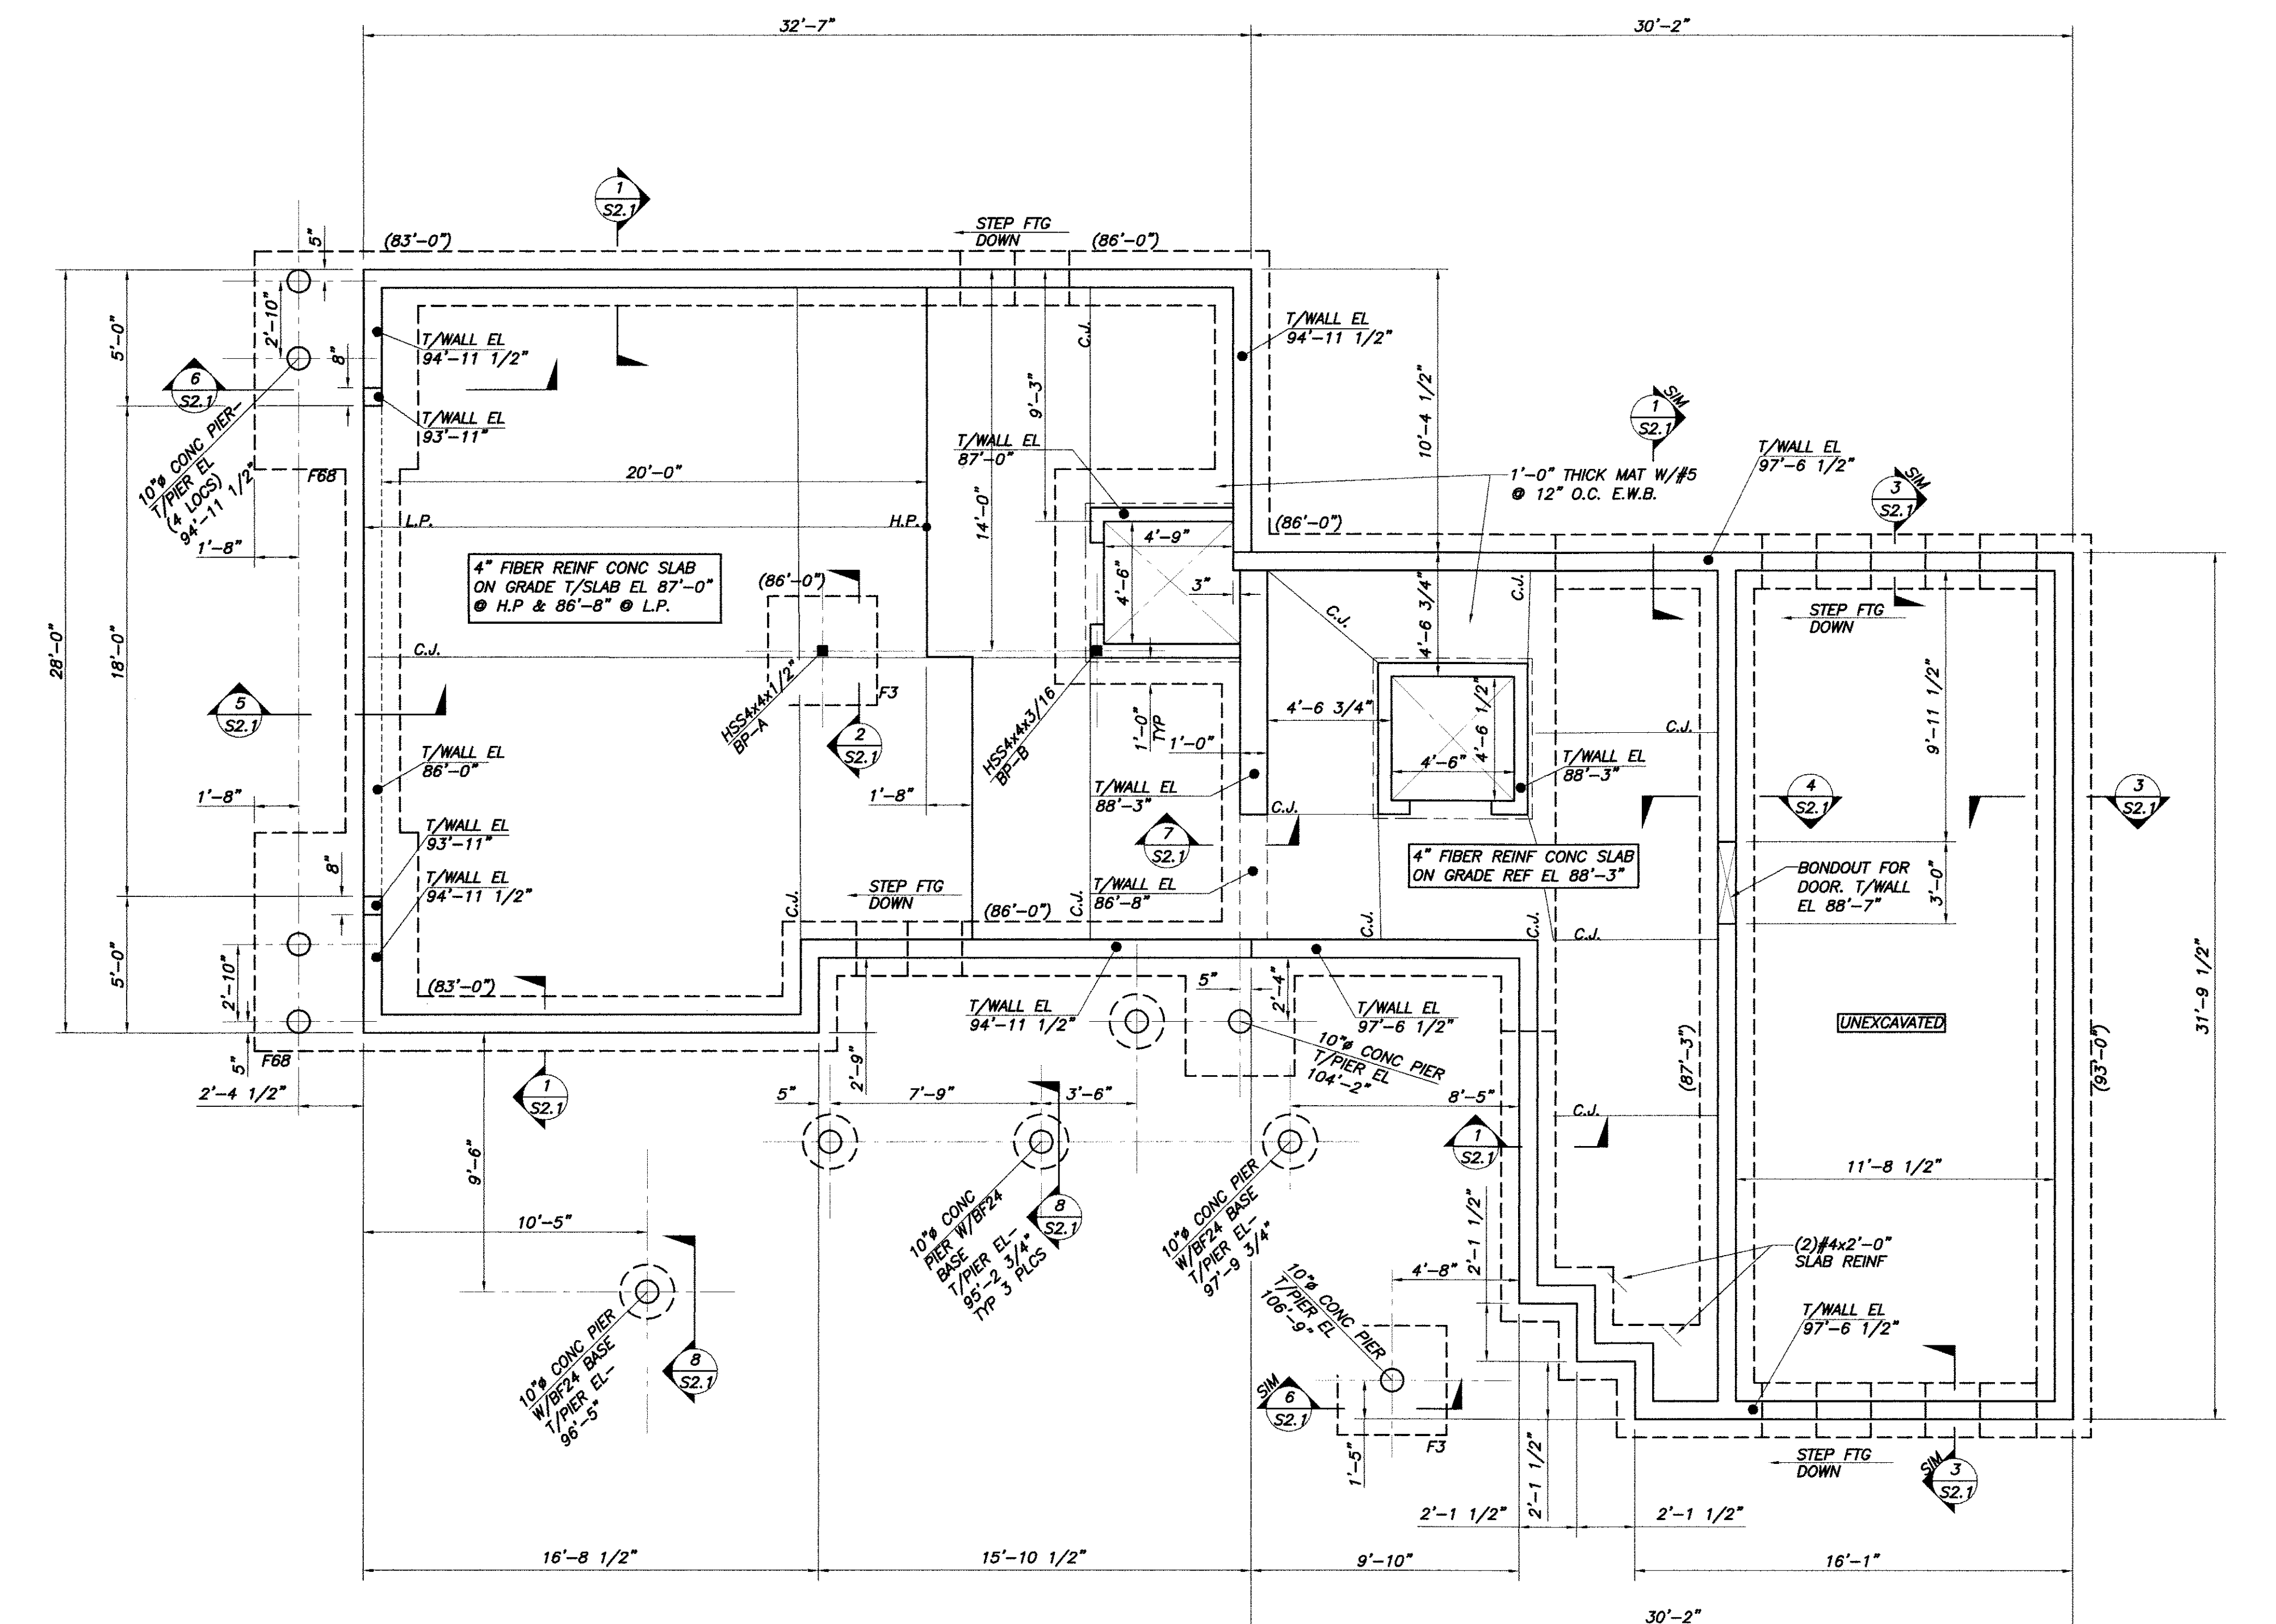 32'-7"
30'-2"
1
S2.1
STEP FTG
DOWN
(83'-0")
(86'-0")
5"
2'-10"
5'-0"
8"
6
S2.1
T/WALL EL
94'-11 1/2"
T/WALL EL
93'-11"
C.J.
9'-3"
T/WALL EL
94'-11 1/2"
10'-4 1/2"
1
S2.1
SIM
T/WALL EL
97'-6 1/2"
3
S2.1
SIM
10"ø CONC PIER-
T/PIER EL
(4 LOCS)
94'-11 1/2"
F68
1'-8"
20'-0"
14'-0"
T/WALL EL
87'-0"
1'-0" THICK MAT W/#5
@ 12" O.C. E.W.B.
L.P.
H.P.
(86'-0")
4'-9"
4'-6"
3"
4" FIBER REINF CONC SLAB
ON GRADE T/SLAB EL 87'-0"
@ H.P & 86'-8" @ L.P.
(86'-0")
C.J.
4'-6 3/4"
C.J.
STEP FTG
DOWN
28'-0"
18'-0"
C.J.
F3
HSS4x4x1/2"
BP-A
2
S2.1
HSS4x4x3/16
BP-B
1'-0"
TYP
1'-0"
4'-6 3/4"
4'-6 1/2"
4'-6"
C.J.
9'-11 1/2"
5
S2.1
T/WALL EL
86'-0"
1'-8"
1'-8"
T/WALL EL
88'-3"
T/WALL EL
88'-3"
4
S2.1
3
S2.1
C.J.
T/WALL EL
93'-11"
7
S2.1
4" FIBER REINF CONC SLAB
ON GRADE REF EL 88'-3"
BONDOUT FOR
DOOR. T/WALL
EL 88'-7"
3'-0"
8"
T/WALL EL
94'-11 1/2"
STEP FTG
DOWN
T/WALL EL
86'-8"
C.J.
C.J.
(86'-0")
C.J.
C.J.
C.J.
5'-0"
2'-10"
(83'-0")
T/WALL EL
94'-11 1/2"
5"
2'-4"
T/WALL EL
97'-6 1/2"
UNEXCAVATED
31'-9 1/2"
F68
5"
2'-4 1/2"
1
S2.1
2'-9"
10"ø CONC PIER
T/PIER EL
104'-2"
(87'-3")
(93'-0")
5"
7'-9"
3'-6"
8'-5"
C.J.
9'-6"
1
S2.1
11'-8 1/2"
10'-5"
10"ø CONC
PIER W/BF24
BASE
T/PIER EL-
95'-2 3/4"
TYP 3 PLCS
8
S2.1
10"ø CONC PIER
W/BF24 BASE
T/PIER EL-
97'-9 3/4"
2'-1 1/2"
(2)#4x2'-0"
SLAB REINF
4'-8"
10"ø CONC PIER
T/PIER EL
106'-9"
T/WALL EL
97'-6 1/2"
10"ø CONC PIER
W/BF24 BASE
T/PIER EL-
96'-5"
8
S2.1
SIM
6
S2.1
F3
1'-5"
2'-1 1/2"
STEP FTG
DOWN
SIM
3
S2.1
2'-1 1/2"
2'-1 1/2"
16'-8 1/2"
15'-10 1/2"
9'-10"
16'-1"
30'-2"